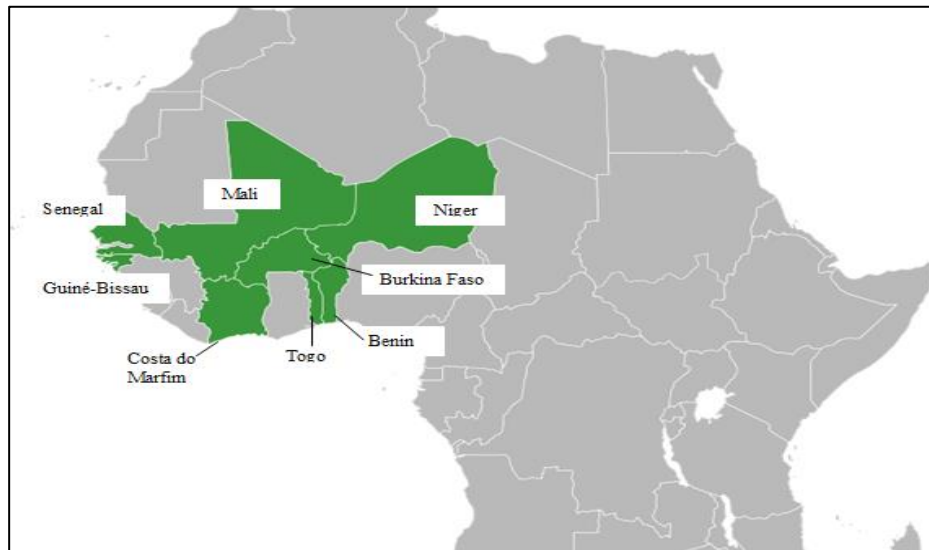 Mali
Senegal
Niger
Burkina Faso
Guiné-Bissau
Benin
Togo
Costa do
Marfim